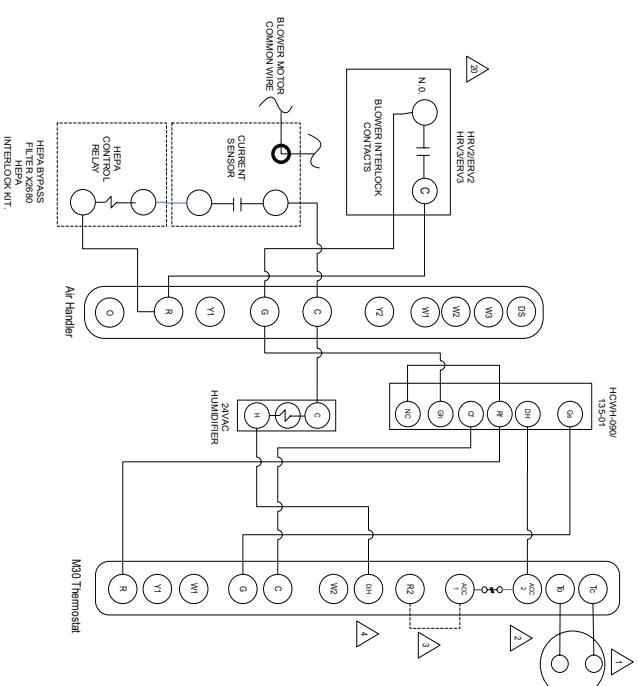 1
2
3
4
Tc
To
ACC
2
ACC
1
R2
D/H
W2
C
G
W1
Y1
R
M30 Thermostat
HCWH-090/
135-01
Gs
DH
Rf
Cf
Gh
NC
24VAC
HUMIDIFIER
C
H
DS
W3
W2
W1
Y2
C
G
Y1
R
O
Air Handler
20
HRV2/ERV2
HRV3/ERV3
N.O.
C
BLOWER INTERLOCK
CONTACTS
BLOWER MOTOR
COMMON WIRE
CURRENT
SENSOR
HEPA
CONTROL
RELAY
HEPA BYPASS
FILTER X2680
HEPA
INTERLOCK KIT.